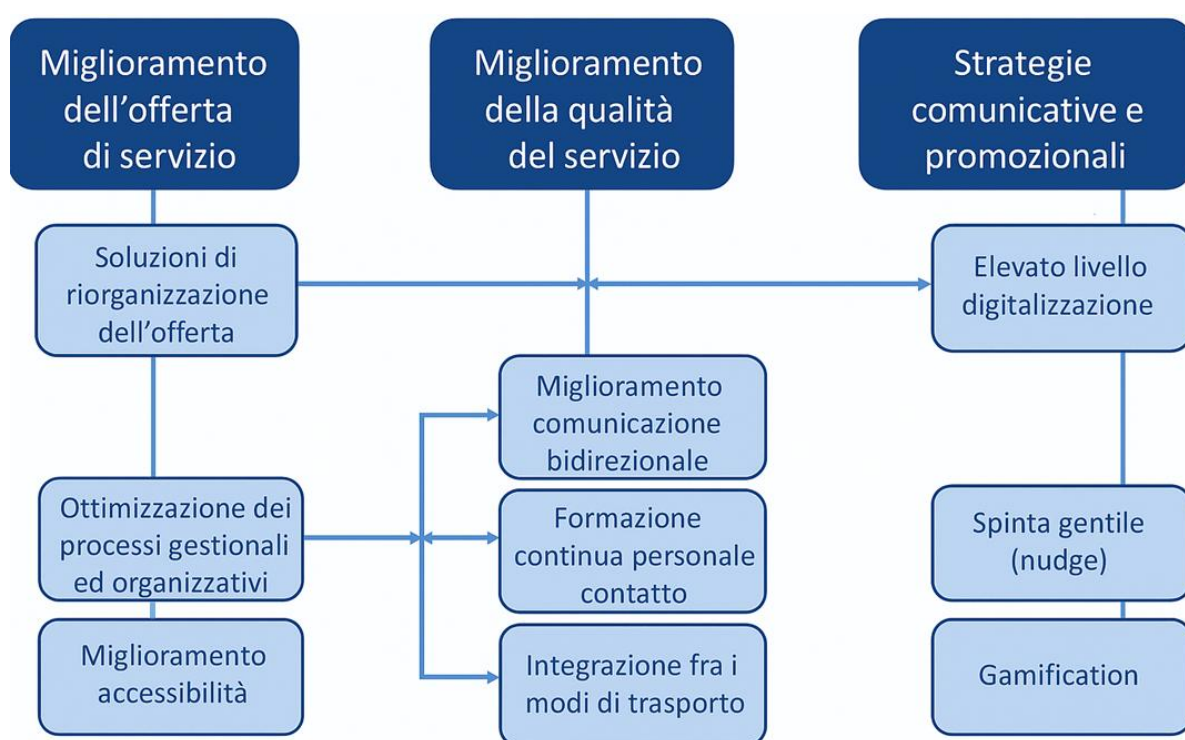 Miglioramento
dell'offerta
di servizio
Miglioramento
della qualità
del servizio
Strategie
comunicative e
promozionali
Soluzioni di
riorganizzazione
dell'offerta
Elevato livello
digitalizzazione
Miglioramento
comunicazione
bidirezionale
Ottimizzazione dei
processi gestionali
ed organizzativi
Formazione
continua personale
contatto
Spinta gentile
(nudge)
Miglioramento
accessibilità
Integrazione fra i
modi di trasporto
Gamification